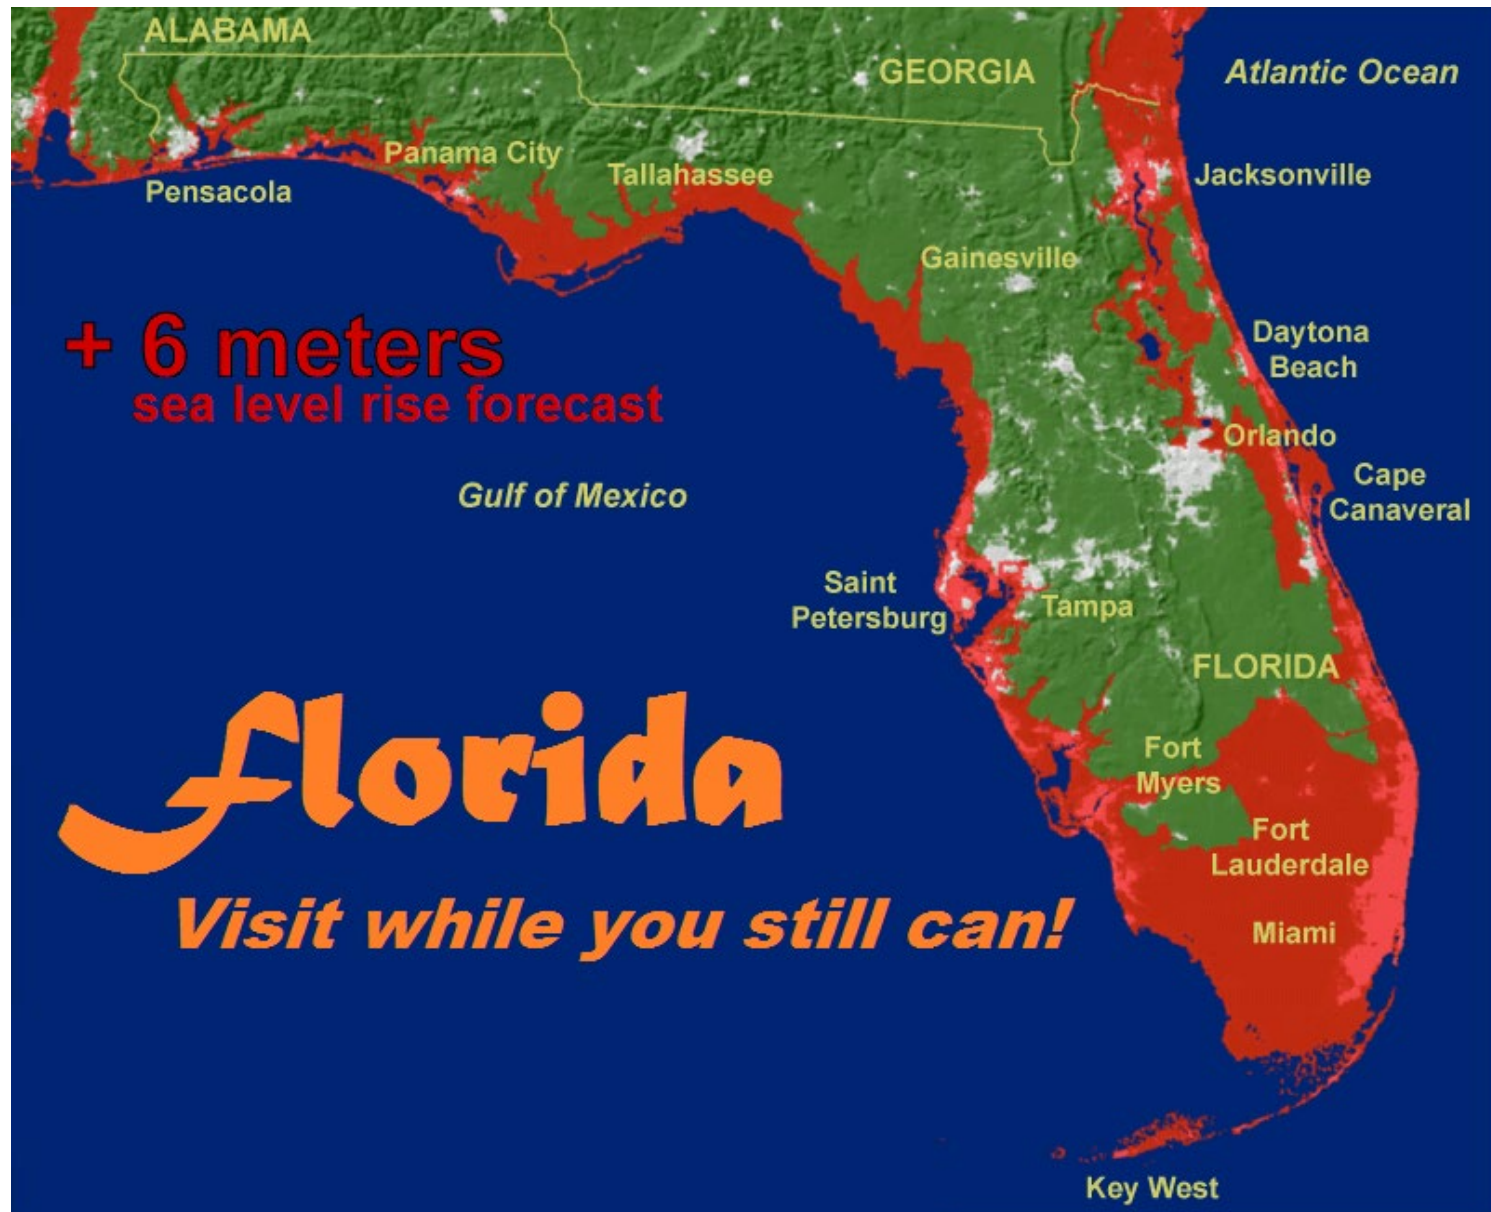 ALABAMA
GEORGIA
Atlantic Ocean
Panama City
Tallahassee
Jacksonville
Pensacola
Gainesville
+ 6 meters
sea level rise forecast
Daytona
Beach
Orlando
Gulf of Mexico
Cape
Canaveral
Saint
Petersburg
Tampa
FLORIDA
Florida
Fort
Myers
Fort
Lauderdale
Visit while you still can!
Miami
Key West